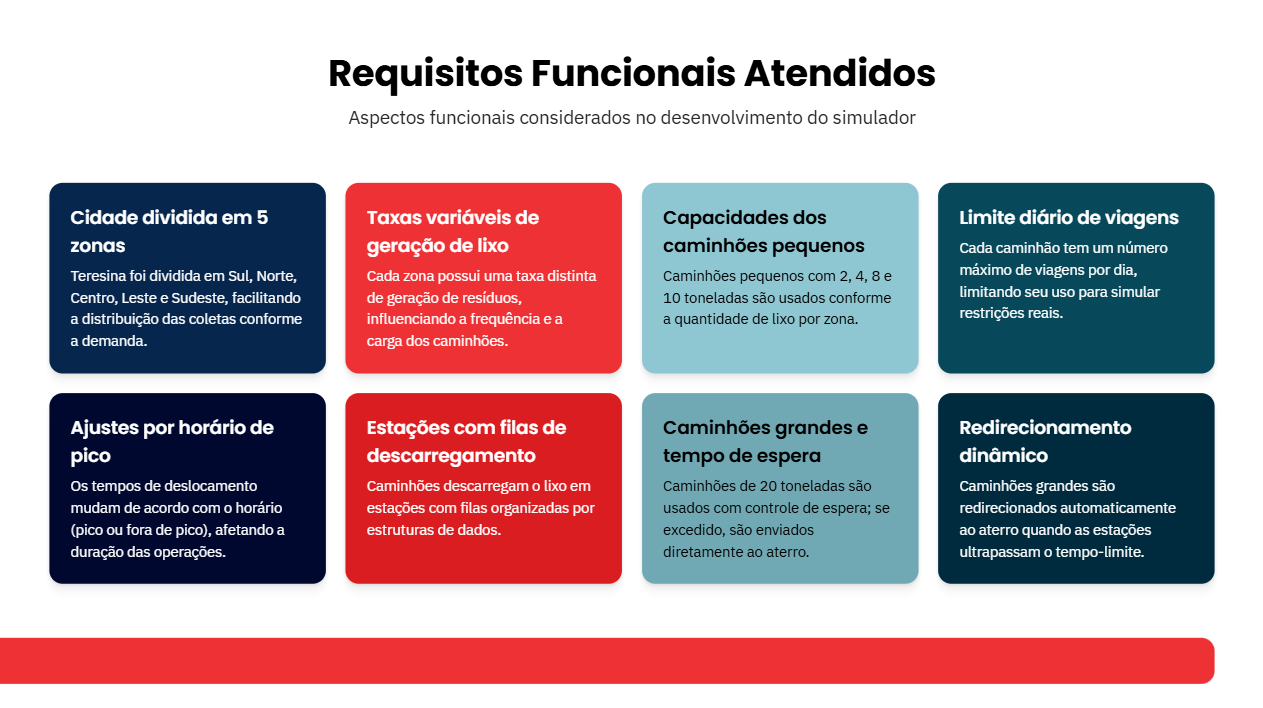 Requisitos Funcionais Atendidos
Aspectos funcionais considerados no desenvolvimento do simulador
Cidade dividida em 5
zonas
Teresina foi dividida em Sul, Norte,
Centro, Leste e Sudeste, facilitando
a distribuição das coletas conforme
a demanda.
Taxas variáveis de
geração de lixo
Cada zona possui uma taxa distinta
de geração de resíduos,
influenciando a frequência e a
carga dos caminhões.
Capacidades dos
caminhões pequenos
Caminhões pequenos com 2, 4, 8 e
10 toneladas são usados conforme
a quantidade de lixo por zona.
Limite diário de viagens
Cada caminhão tem um número
máximo de viagens por dia,
limitando seu uso para simular
restrições reais.
Ajustes por horário de
pico
Os tempos de deslocamento
mudam de acordo com o horário
(pico ou fora de pico), afetando a
duração das operações.
Estações com filas de
descarregamento
Caminhões descarregam o lixo em
estações com filas organizadas por
estruturas de dados.
Caminhões grandes e
tempo de espera
Caminhões de 20 toneladas são
usados com controle de espera; se
excedido, são enviados
diretamente ao aterro.
Redirecionamento
dinâmico
Caminhões grandes são
redirecionados automaticamente
ao aterro quando as estações
ultrapassam o tempo-limite.